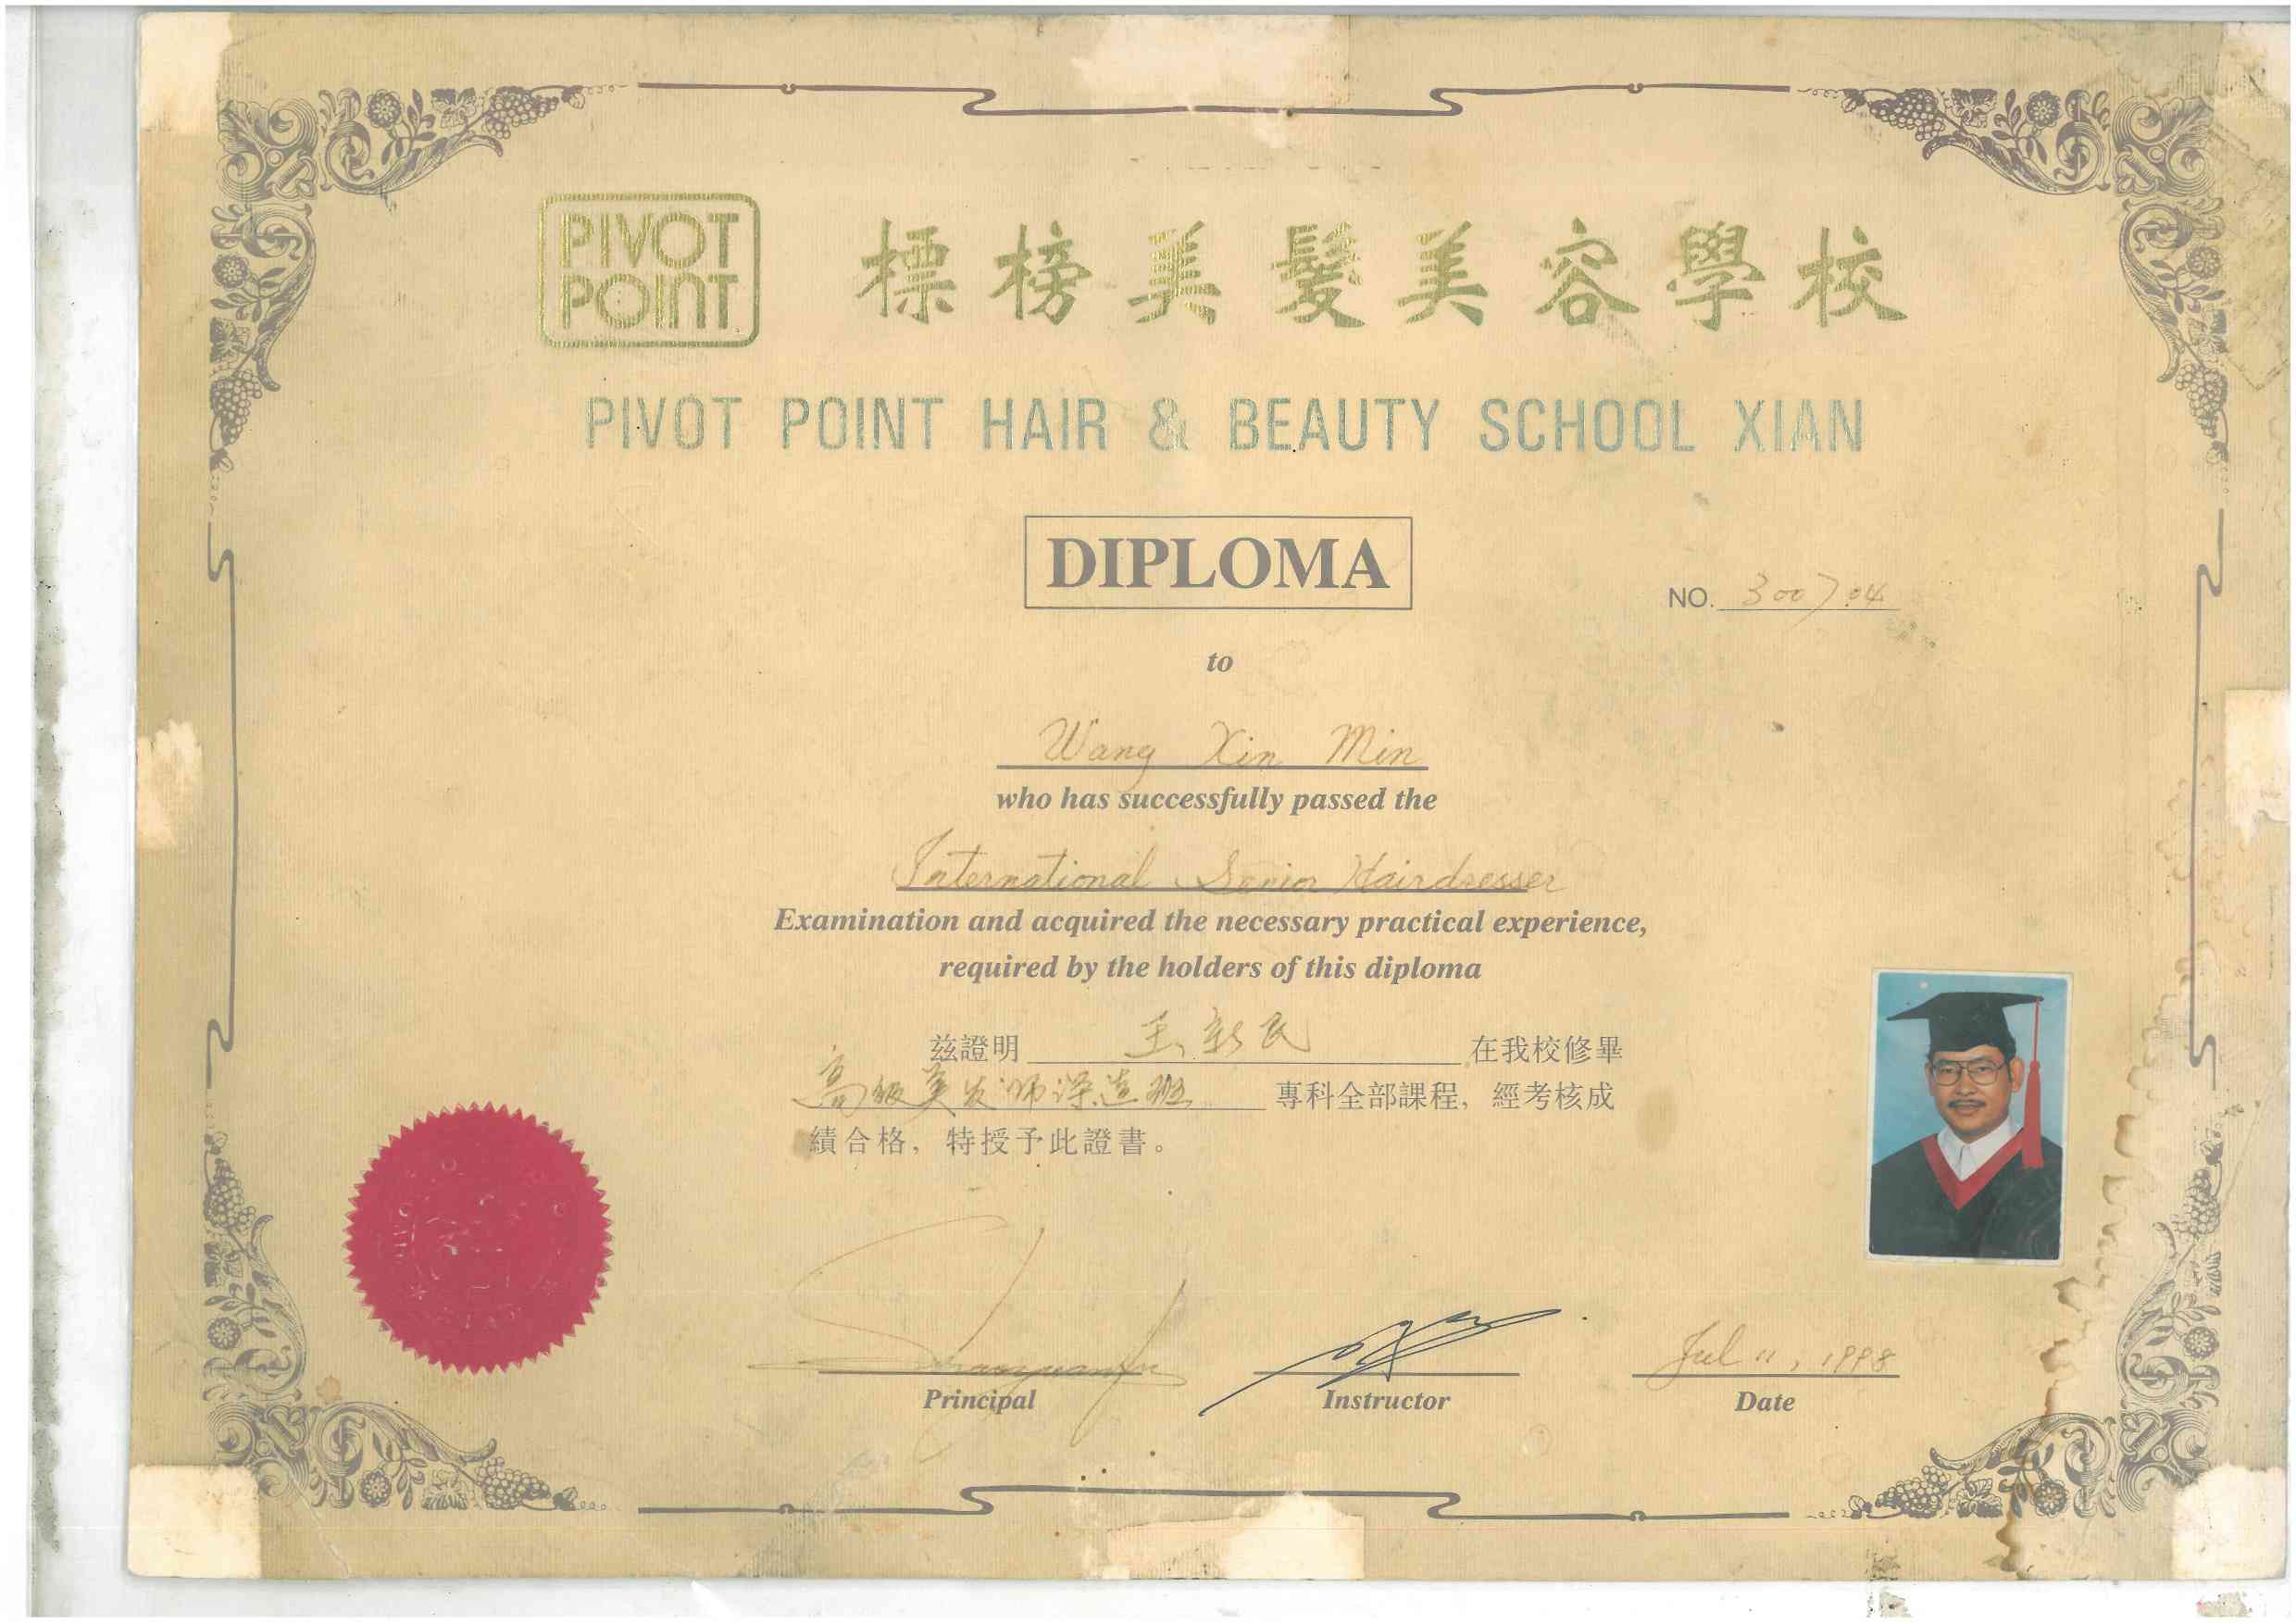 PIVOT
POINT
標榜美髮美容學校
PIVOT POINT HAIR & BEAUTY SCHOOL XIAN
DIPLOMA
NO. 300704
to
Wang Xin Min
who has successfully passed the
International Senior Hairdresser
Examination and acquired the necessary practical experience,
required by the holders of this diploma
兹證明 王新民 在我校修畢
高级美发师深造班 專科全部課程，經考核成
績合格，特授予此證書。
Principal
Instructor
Jul 11, 1998
Date